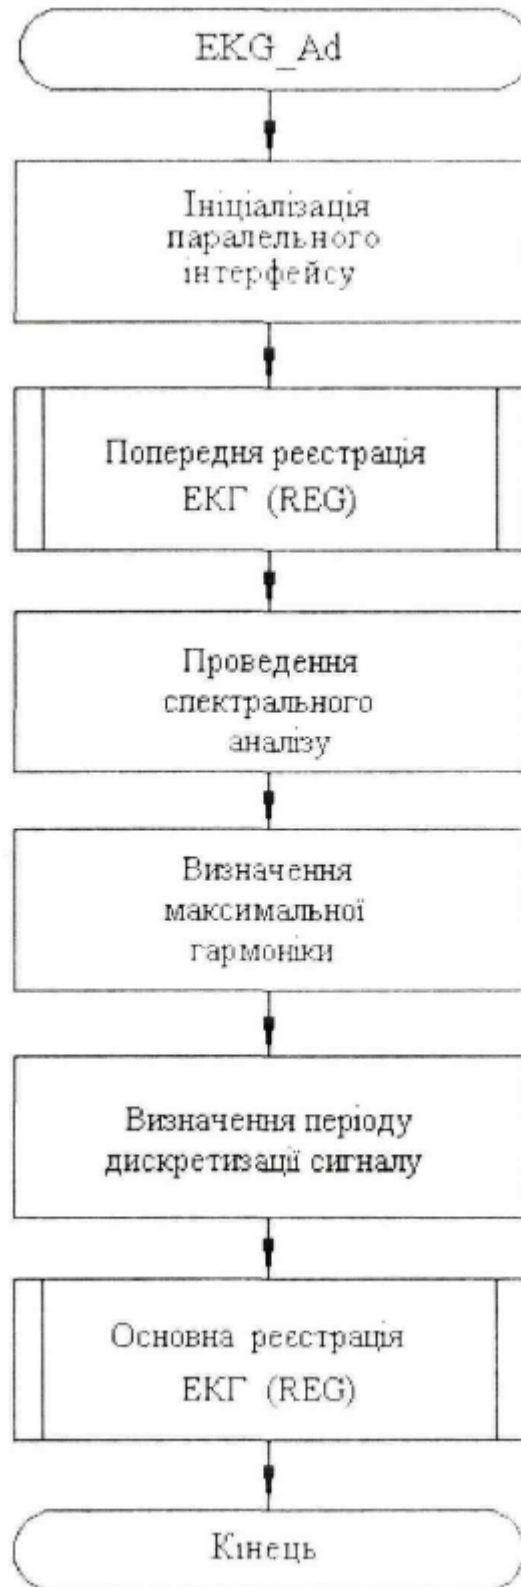 EKG_Ad
Ініціалізація
паралельного
інтерфейсу
Попередня реєстрація
ЕКГ (REG)
Проведення
спектрального
аналізу
Визначення
максимальної
гармоніки
Визначення періоду
дискретизації сигналу
Основна реєстрація
ЕКГ (REG)
Кінець